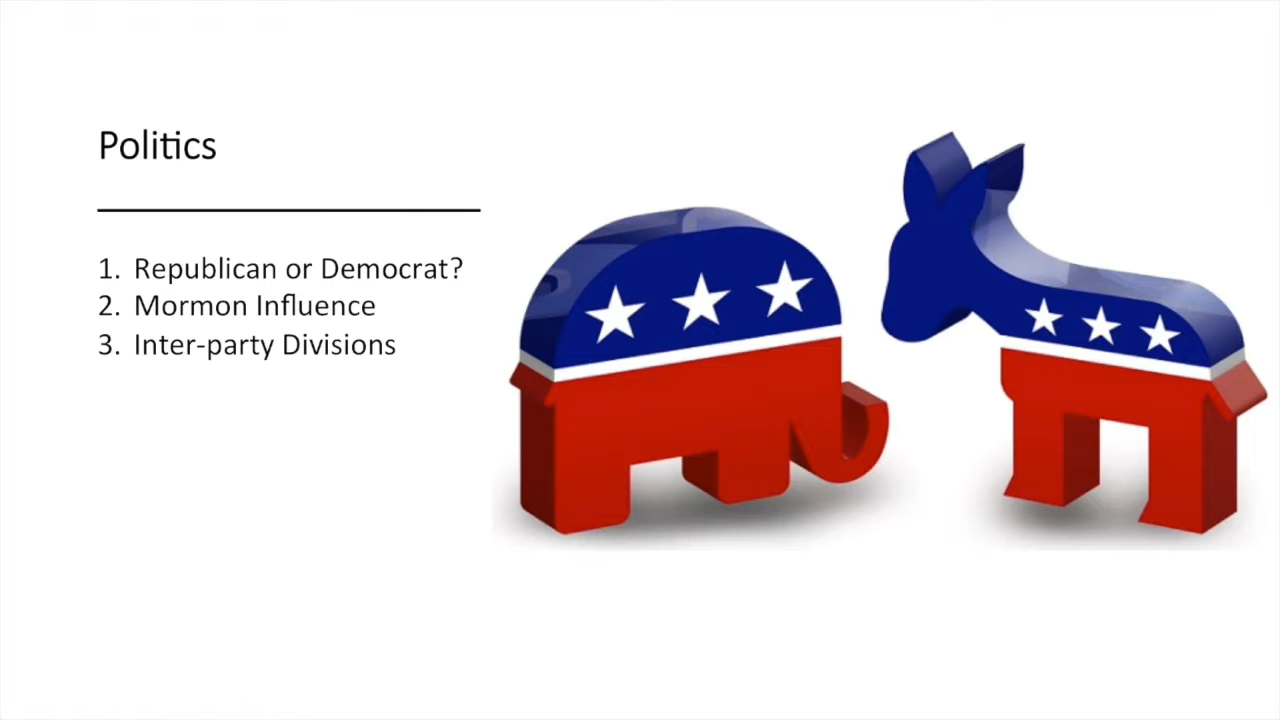 Politics
1. Republican or Democrat?
2. Mormon Influence
3. Inter-party Divisions